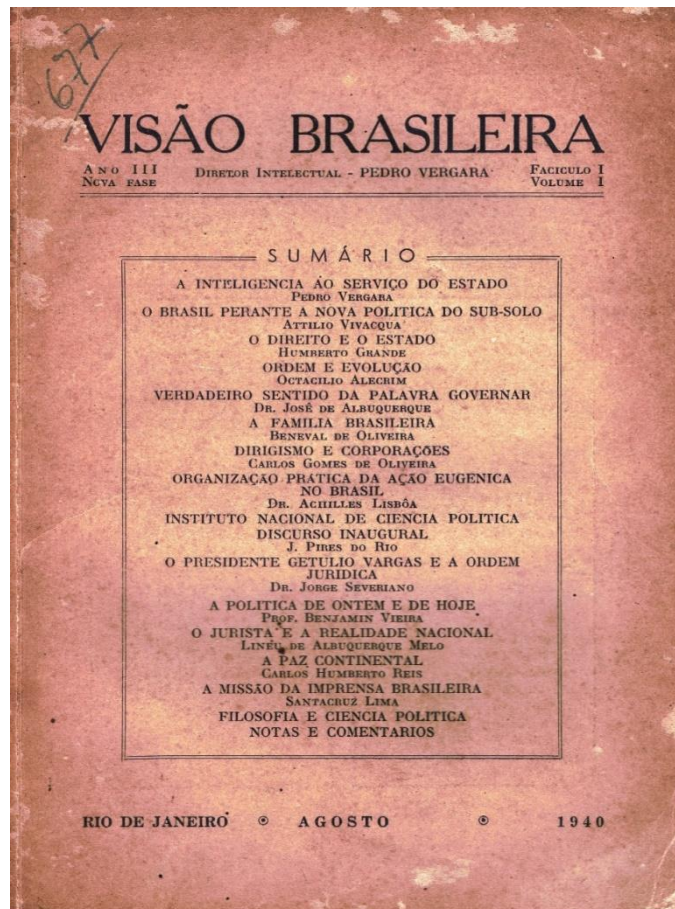 677
VISÃO BRASILEIRA
ANO III
NOVA FASE
DIRETOR INTELECTUAL - PEDRO VERGARA
FACICULO I
VOLUME I
SUMÁRIO
A INTELIGENCIA AO SERVIÇO DO ESTADO
PEDRO VERGARA
O BRASIL PERANTE A NOVA POLITICA DO SUB-SOLO
ATTILIO VIVACQUA
O DIREITO E O ESTADO
HUMBERTO GRANDE
ORDEM E EVOLUÇÃO
OCTACILIO ALECRIM
VERDADEIRO SENTIDO DA PALAVRA GOVERNAR
DR. JOSÉ DE ALBUQUERQUE
A FAMILIA BRASILEIRA
BENEVAL DE OLIVEIRA
DIRIGISMO E CORPORAÇÕES
CARLOS GOMES DE OLIVEIRA
ORGANIZAÇÃO PRÁTICA DA AÇÃO EUGENICA
NO BRASIL
DR. ACHILLES LISBÔA
INSTITUTO NACIONAL DE CIENCIA POLITICA
DISCURSO INAUGURAL
J. PIRES DO RIO
O PRESIDENTE GETULIO VARGAS E A ORDEM
JURIDICA
DR. JORGE SEVERIANO
A POLITICA DE ONTEM E DE HOJE
PROF. BENJAMIN VIEIRA
O JURISTA E A REALIDADE NACIONAL
LINEU DE ALBUQUERQUE MELO
A PAZ CONTINENTAL
CARLOS HUMBERTO REIS
A MISSÃO DA IMPRENSA BRASILEIRA
SANTACRUZ LIMA
FILOSOFIA E CIENCIA POLITICA
NOTAS E COMENTARIOS
RIO DE JANEIRO AGOSTO 1940